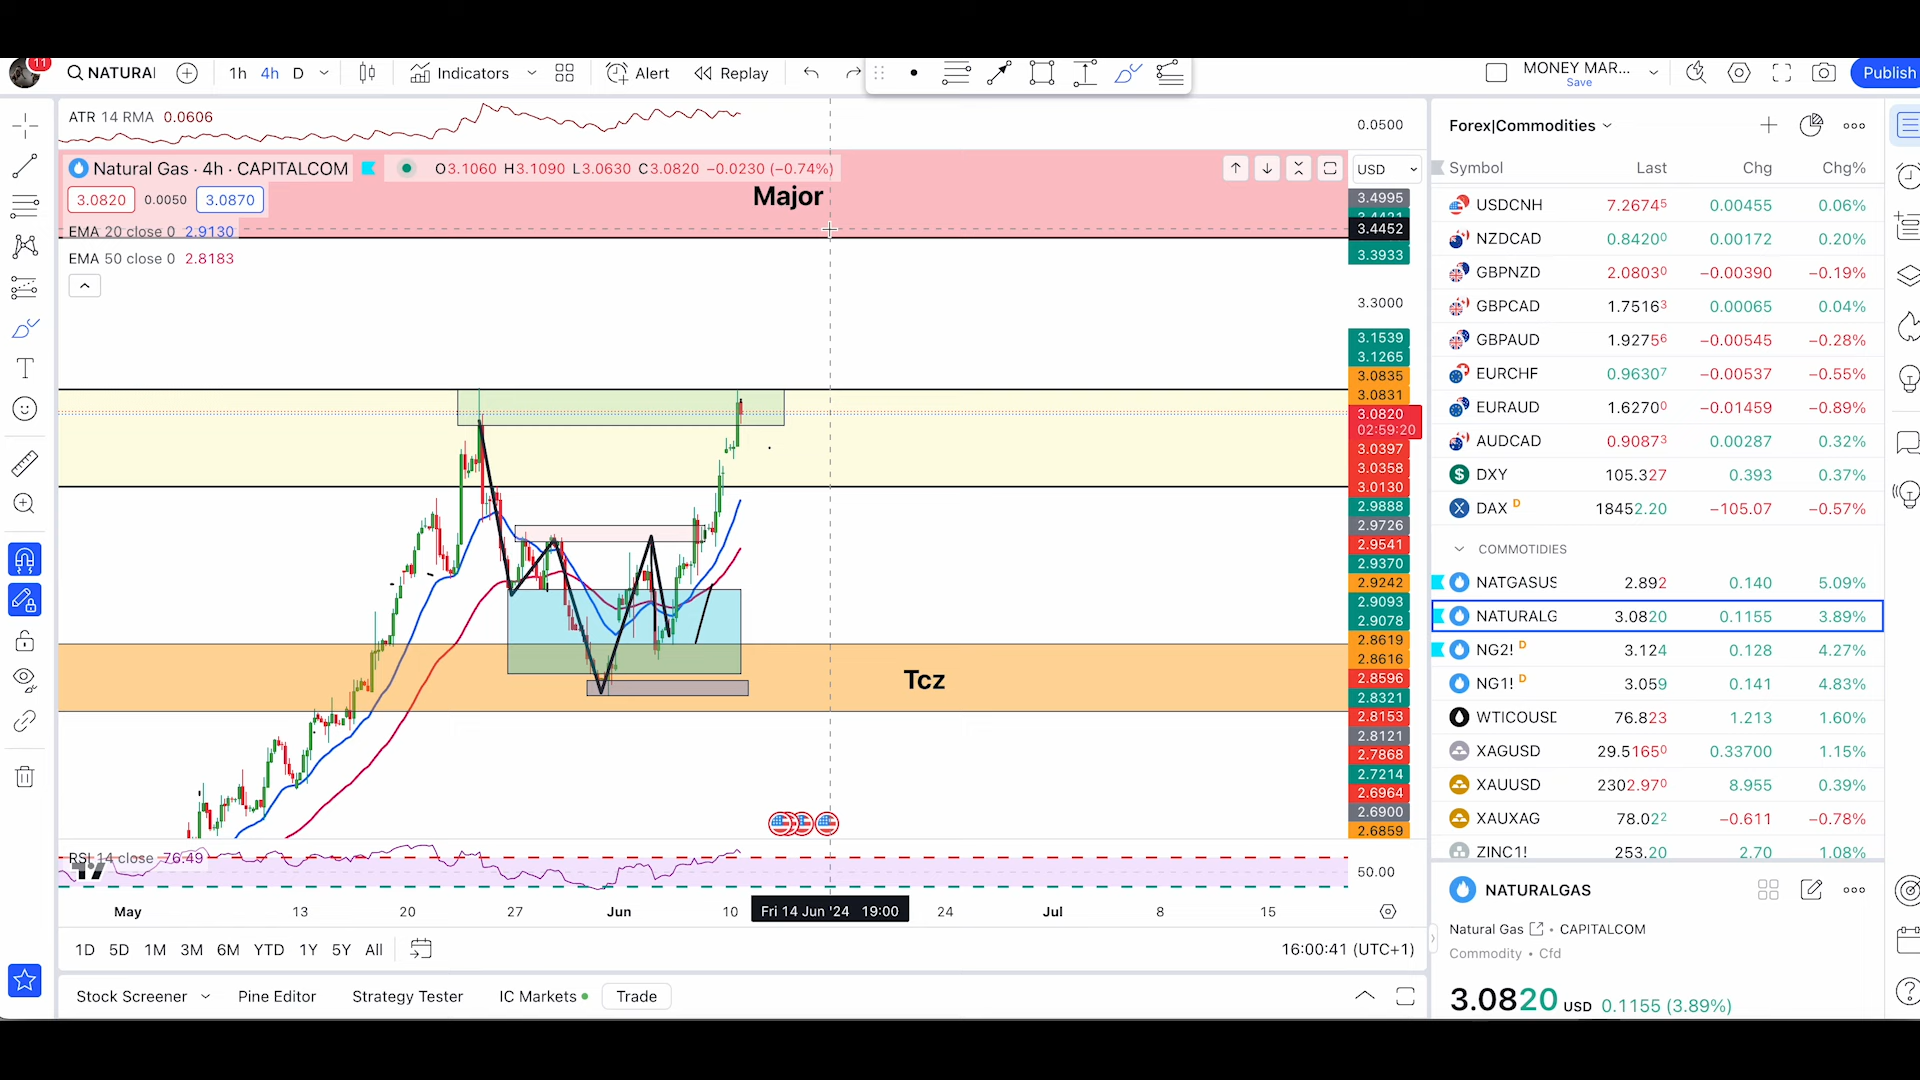 11
NATURAI
1h 4h D
Indicators
Alert
Replay
MONEY MAR...
Save
Publish
ATR 14 RMA 0.0606
Natural Gas · 4h · CAPITALCOM
O3.1060 H3.1090 L3.0630 C3.0820 −0.0230 (−0.74%)
3.0820 0.0050 3.0870
EMA 20 close 0 2.9130
EMA 50 close 0 2.8183
Major
Tcz
0.0500
USD
3.4995
3.4452
3.3933
3.3000
3.1539
3.1265
3.0835
3.0831
3.0820
02:59:20
3.0397
3.0358
3.0130
2.9888
2.9726
2.9541
2.9370
2.9242
2.9093
2.9078
2.8619
2.8616
2.8596
2.8321
2.8153
2.8121
2.7868
2.7214
2.6964
2.6900
2.6859
RSI 14 close 76.49
50.00
May 13 20 27 Jun 10 Fri 14 Jun '24 19:00 24 Jul 8 15
1D 5D 1M 3M 6M YTD 1Y 5Y All
16:00:41 (UTC+1)
Stock Screener Pine Editor Strategy Tester IC Markets Trade
Forex|Commodities
Symbol Last Chg Chg%
USDCNH 7.26745 0.00455 0.06%
NZDCAD 0.84200 0.00172 0.20%
GBPNZD 2.08030 −0.00390 −0.19%
GBPCAD 1.75163 0.00065 0.04%
GBPAUD 1.92756 −0.00545 −0.28%
EURCHF 0.96307 −0.00537 −0.55%
EURAUD 1.62700 −0.01459 −0.89%
AUDCAD 0.90873 0.00287 0.32%
DXY 105.327 0.393 0.37%
DAX D 18452.20 −105.07 −0.57%
COMMOTIDIES
NATGASUS 2.892 0.140 5.09%
NATURALG 3.0820 0.1155 3.89%
NG2! D 3.124 0.128 4.27%
NG1! D 3.059 0.141 4.83%
WTICOUSD 76.823 1.213 1.60%
XAGUSD 29.51650 0.33700 1.15%
XAUUSD 2302.970 8.955 0.39%
XAUXAG 78.022 −0.611 −0.78%
ZINC1! 253.20 2.70 1.08%
NATURALGAS
Natural Gas • CAPITALCOM
Commodity • Cfd
3.0820 USD 0.1155 (3.89%)